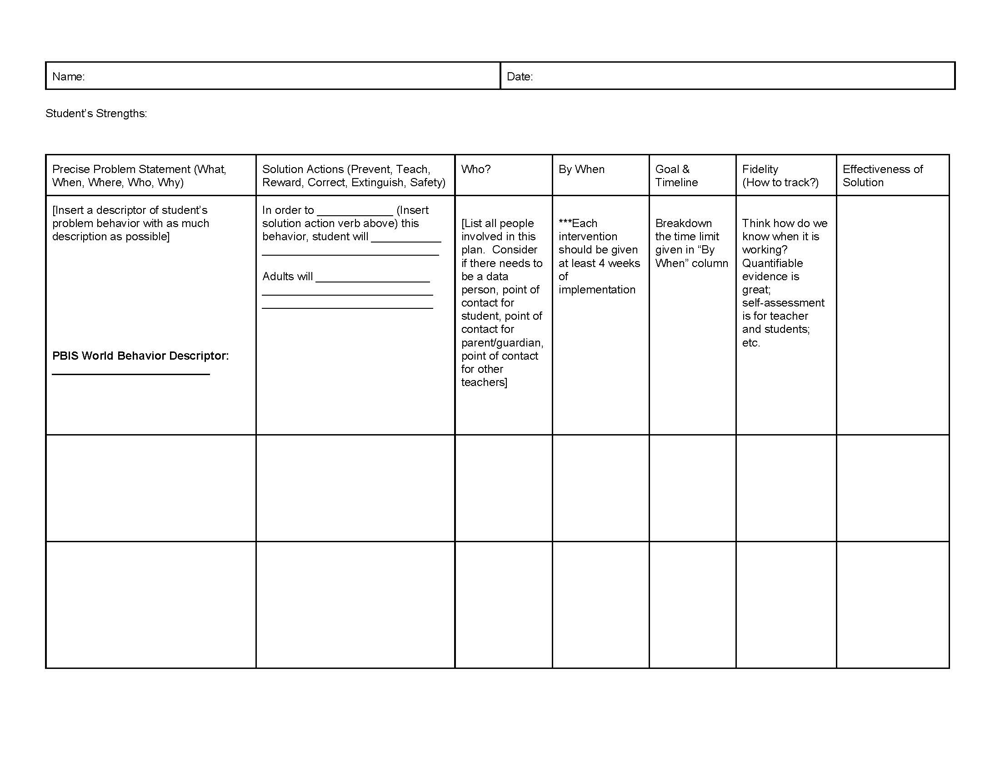 Name:
Date:
Student’s Strengths:
Precise Problem Statement (What,
When, Where, Who, Why)
Solution Actions (Prevent, Teach,
Reward, Correct, Extinguish, Safety)
Who?
By When
Goal &
Timeline
Fidelity
(How to track?)
Effectiveness of
Solution
[Insert a descriptor of student’s
problem behavior with as much
description as possible]
PBIS World Behavior Descriptor:
_________________________
In order to ____________ (Insert
solution action verb above) this
behavior, student will ___________
____________________________
Adults will __________________
___________________________
___________________________
[List all people
involved in this
plan.  Consider
if there needs to
be a data
person, point of
contact for
student, point of
contact for
parent/guardian,
point of contact
for other
teachers]
***Each
intervention
should be given
at least 4 weeks
of
implementation
Breakdown
the time limit
given in “By
When” column
Think how do we
know when it is
working?
Quantifiable
evidence is
great;
self-assessment
is for teacher
and students;
etc.